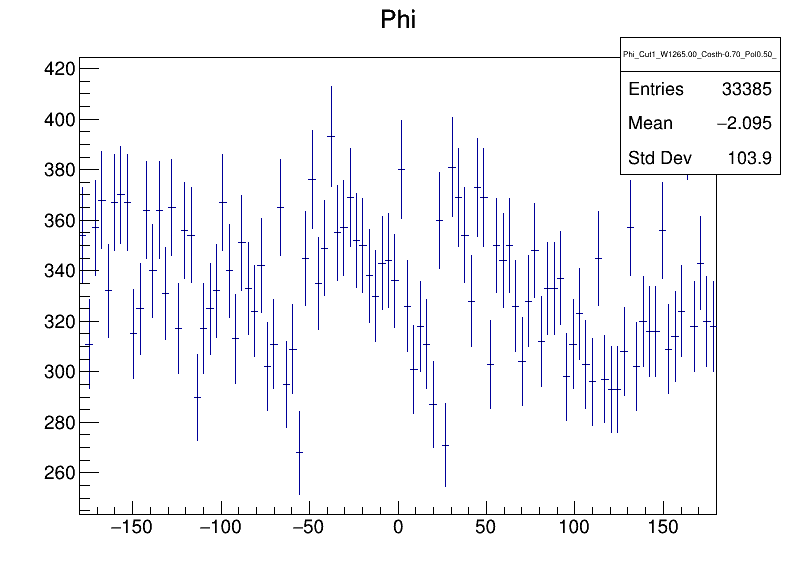 Phi
Phi_Cut1_W1265.00_Costh-0.70_Pol0.50_
Entries 33385
Mean −2.095
Std Dev 103.9
420
400
380
360
340
320
300
280
260
−150 −100 −50 0 50 100 150